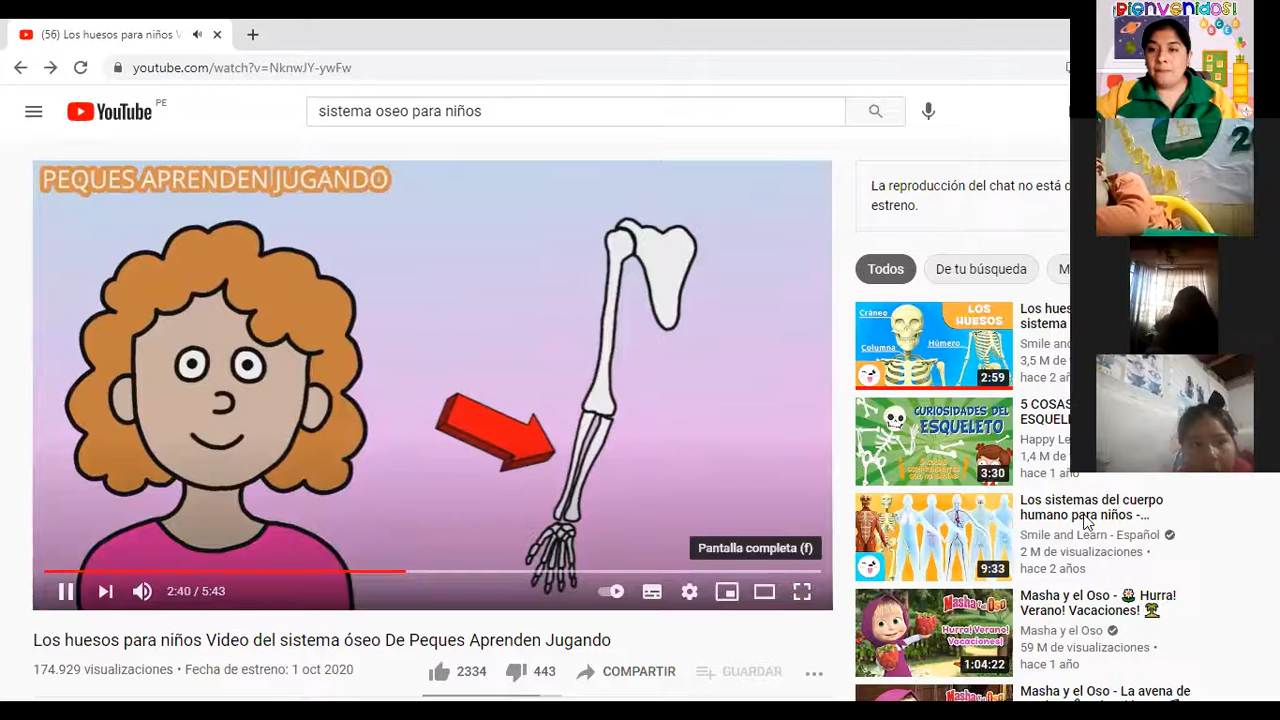 (56) Los huesos para niños V
youtube.com/watch?v=NknwJY-ywFw
YouTube PE
sistema oseo para niños
¡BIENVENIDOS!
PEQUES APRENDEN JUGANDO
Pantalla completa (f)
2:40 / 5:43
Los huesos para niños Video del sistema óseo De Peques Aprenden Jugando
174.929 visualizaciones • Fecha de estreno: 1 oct 2020
2334
443
COMPARTIR
GUARDAR
La reproducción del chat no está d
estreno.
Todos
De tu búsqueda
M
Cráneo
LOS
HUESOS
Columna
Húmero
2:59
Los hues
sistema
Smile and
3,5 M de
hace 2 añ
CURIOSIDADES DEL
ESQUELETO
3:30
5 COSAS
ESQUEL
Happy Le
1,4 M de
hace 1 año
9:33
Los sistemas del cuerpo
humano para niños -...
Smile and Learn - Español
2 M de visualizaciones •
hace 2 años
Masha y el Oso
Hurra!
Verano!
Vacaciones!
1:04:22
Masha y el Oso - Hurra!
Verano! Vacaciones!
Masha y el Oso
59 M de visualizaciones •
hace 1 año
Masha y el Oso
Masha y el Oso - La avena de